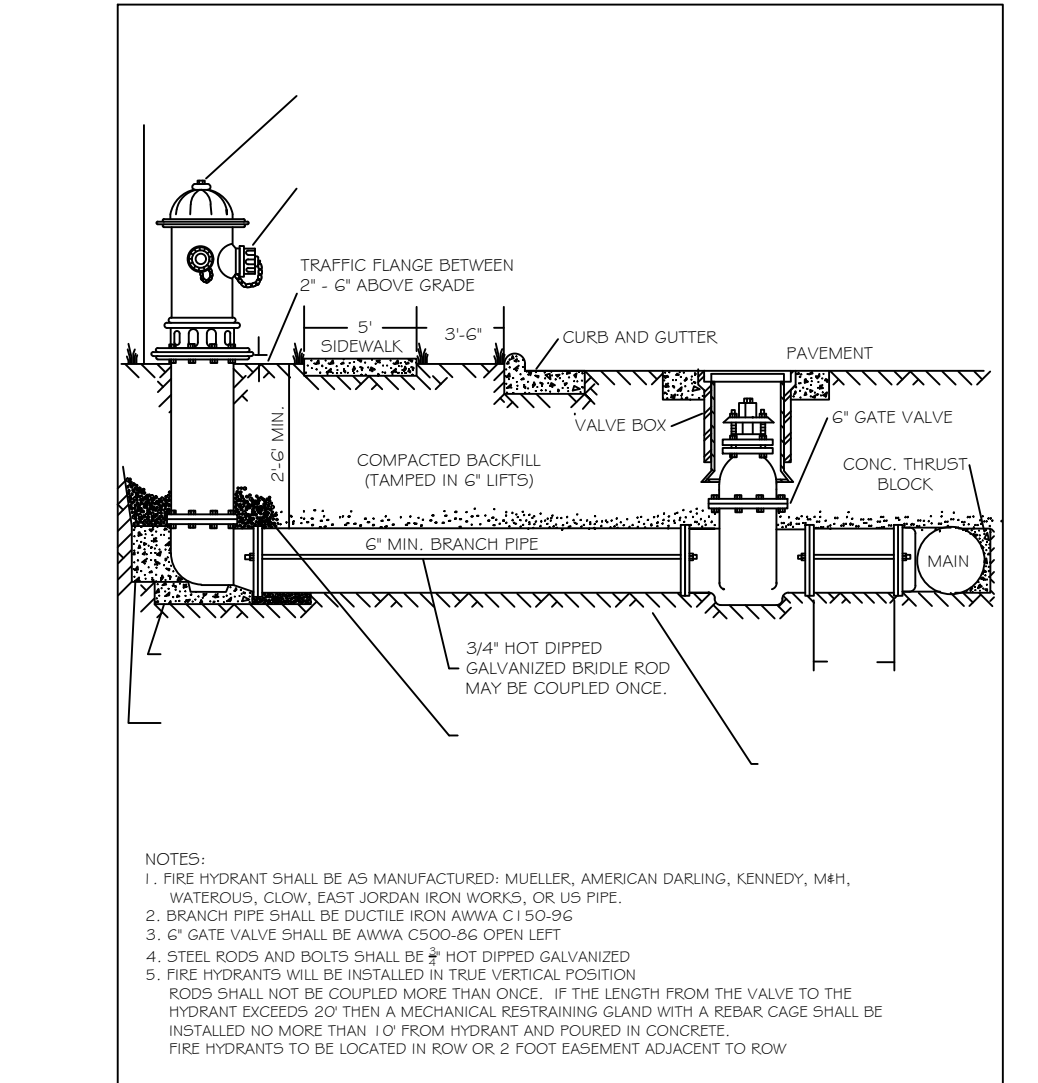 TRAFFIC FLANGE BETWEEN
2" - 6" ABOVE GRADE
5'
SIDEWALK
3'-6"
CURB AND GUTTER
PAVEMENT
VALVE BOX
6" GATE VALVE
2'-6' MIN.
COMPACTED BACKFILL
(TAMPED IN 6" LIFTS)
CONC. THRUST
BLOCK
6" MIN. BRANCH PIPE
MAIN
3/4" HOT DIPPED
GALVANIZED BRIDLE ROD
MAY BE COUPLED ONCE.
NOTES:
1. FIRE HYDRANT SHALL BE AS MANUFACTURED: MUELLER, AMERICAN DARLING, KENNEDY, M&H,
WATEROUS, CLOW, EAST JORDAN IRON WORKS, OR US PIPE.
2. BRANCH PIPE SHALL BE DUCTILE IRON AWWA C150-96
3. 6" GATE VALVE SHALL BE AWWA C500-86 OPEN LEFT
4. STEEL RODS AND BOLTS SHALL BE 3/4" HOT DIPPED GALVANIZED
5. FIRE HYDRANTS WILL BE INSTALLED IN TRUE VERTICAL POSITION
RODS SHALL NOT BE COUPLED MORE THAN ONCE. IF THE LENGTH FROM THE VALVE TO THE
HYDRANT EXCEEDS 20' THEN A MECHANICAL RESTRAINING GLAND WITH A REBAR CAGE SHALL BE
INSTALLED NO MORE THAN 10' FROM HYDRANT AND POURED IN CONCRETE.
FIRE HYDRANTS TO BE LOCATED IN ROW OR 2 FOOT EASEMENT ADJACENT TO ROW